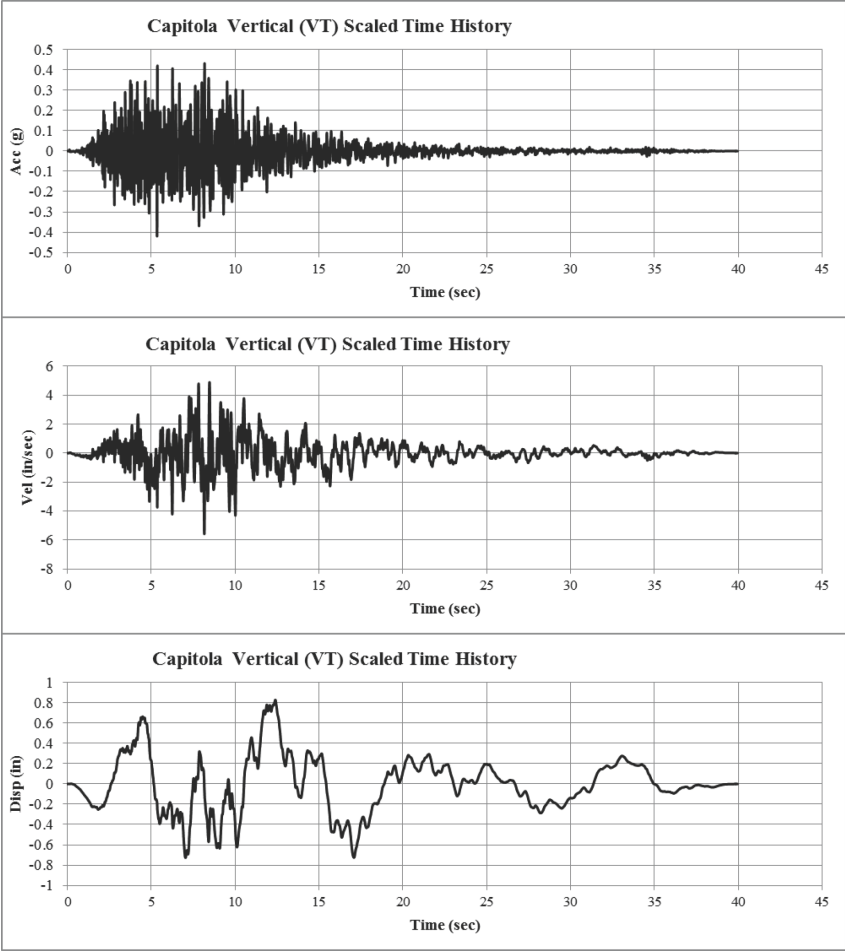 Capitola Vertical (VT) Scaled Time History
0.5
0.4
0.3
0.2
0.1
0
-0.1
-0.2
-0.3
-0.4
-0.5
Acc (g)
0 5 10 15 20 25 30 35 40 45
Time (sec)
Capitola Vertical (VT) Scaled Time History
6
4
2
0
-2
-4
-6
-8
Vel (in/sec)
0 5 10 15 20 25 30 35 40 45
Time (sec)
Capitola Vertical (VT) Scaled Time History
1
0.8
0.6
0.4
0.2
0
-0.2
-0.4
-0.6
-0.8
-1
Disp (in)
0 5 10 15 20 25 30 35 40 45
Time (sec)